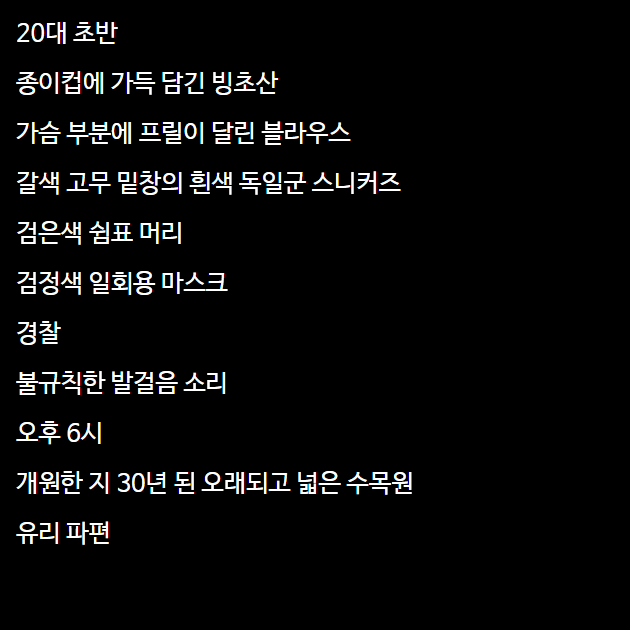 20대 초반
종이컵에 가득 담긴 빙초산
가슴 부분에 프릴이 달린 블라우스
갈색 고무 밑창의 흰색 독일군 스니커즈
검은색 쉼표 머리
검정색 일회용 마스크
경찰
불규칙한 발걸음 소리
오후 6시
개원한 지 30년 된 오래되고 넓은 수목원
유리 파편